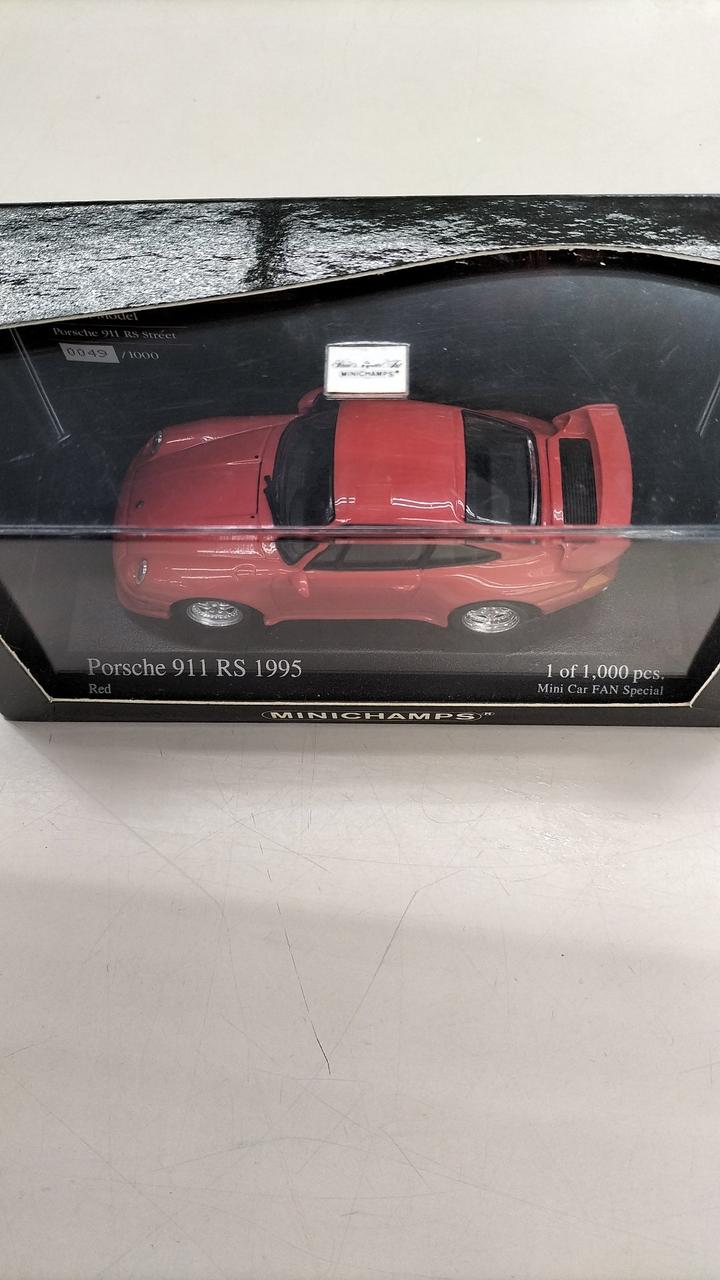 Model
Porsche 911 RS Street
0049 /1000
MINICHAMPS
Porsche 911 RS 1995
Red
1 of 1,000 pcs.
Mini Car FAN Special
MINICHAMPS®